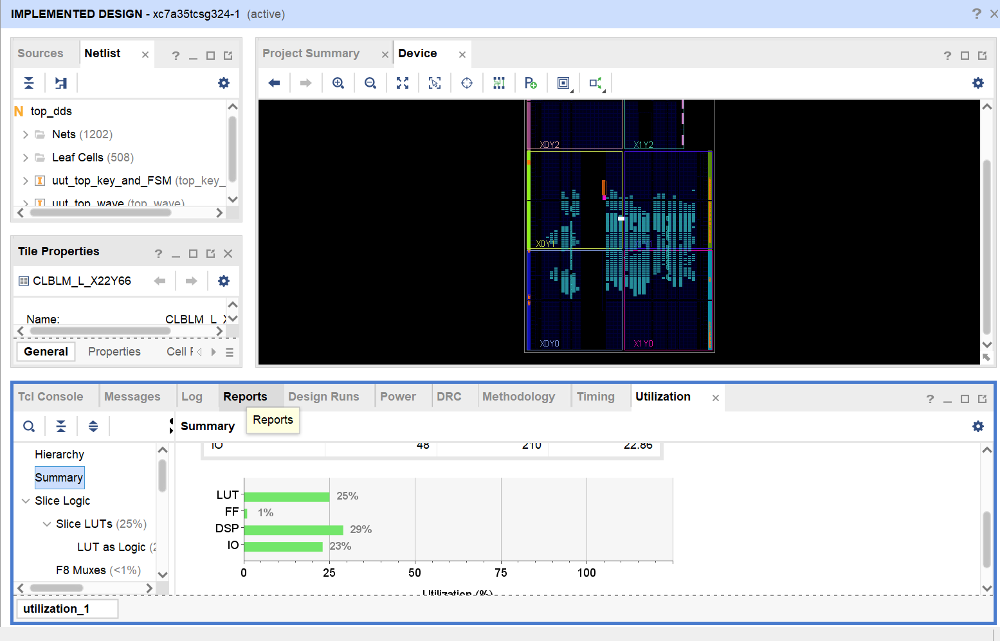 IMPLEMENTED DESIGN - xc7a35tcsg324-1 (active)
Sources
Netlist
top_dds
Nets (1202)
Leaf Cells (508)
uut_top_key_and_FSM (top_key_
uut_top_wave (top_wave)
Tile Properties
CLBLM_L_X22Y66
Name: CLBLM_L_X
General Properties Cell F
Project Summary
Device
X0Y2
X1Y2
X0Y1
X0Y0
X1Y0
Tcl Console Messages Log Reports Design Runs Power DRC Methodology Timing Utilization
Reports
Hierarchy
Summary
Slice Logic
Slice LUTs (25%)
LUT as Logic (2
F8 Muxes (<1%)
Summary
IO 48 210 22.86
LUT 25%
FF 1%
DSP 29%
IO 23%
0 25 50 75 100
Utilization (%)
utilization_1